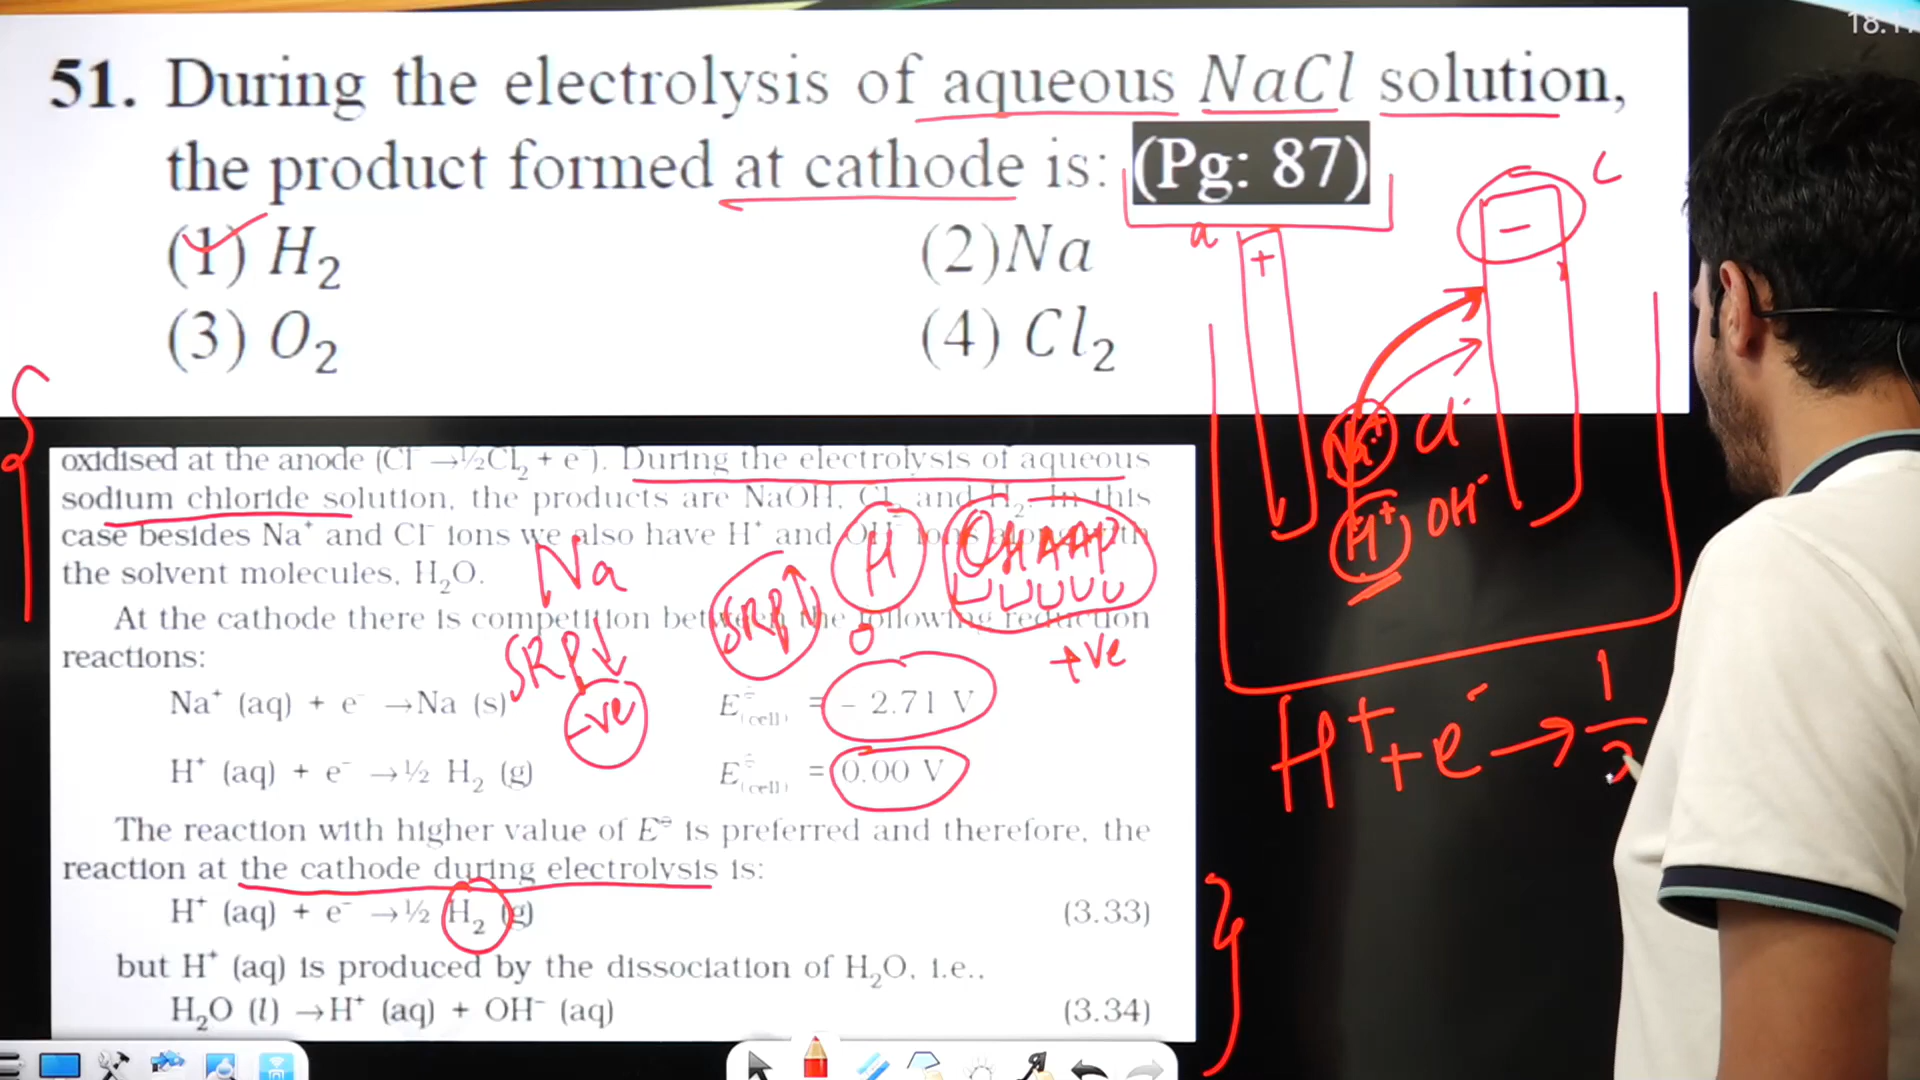 18.1
51. During the electrolysis of aqueous NaCl solution,
the product formed at cathode is: (Pg: 87)
(1) H₂ (2) Na
(3) O₂ (4) Cl₂
a + − C
Na⁺ Cl⁻
H⁺ OH⁻
H⁺ + e⁻ → 1/2
oxidised at the anode (Cl⁻ → ½Cl₂ + e⁻). During the electrolysis of aqueous
sodium chloride solution, the products are NaOH, Cl₂ and H₂. In this
case besides Na⁺ and Cl⁻ ions we also have H⁺ and OH⁻ ions along with
the solvent molecules, H₂O.
Na SRP↑ H CHAAP
At the cathode there is competition between the following reduction
reactions:
SRP↓ O +ve
−ve
Na⁺ (aq) + e⁻ → Na (s) E⊖(cell) = – 2.71 V
H⁺ (aq) + e⁻ → ½ H₂ (g) E⊖(cell) = 0.00 V
The reaction with higher value of E⊖ is preferred and therefore, the
reaction at the cathode during electrolysis is:
H⁺ (aq) + e⁻ → ½ H₂ (g) (3.33)
but H⁺ (aq) is produced by the dissociation of H₂O, i.e.,
H₂O (l) → H⁺ (aq) + OH⁻ (aq) (3.34)